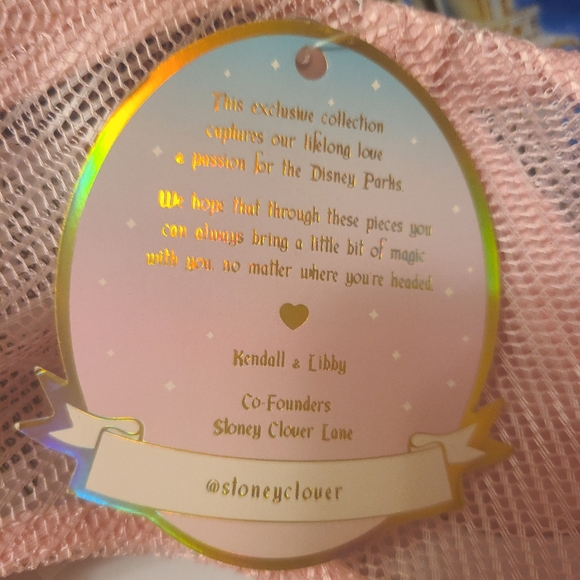 This exclusive collection
captures our lifelong love
& passion for the Disney Parks.
We hope that through these pieces you
can always bring a little bit of magic
with you, no matter where you're headed.
Kendall & Libby
Co-Founders
Stoney Clover Lane
@stoneyclover